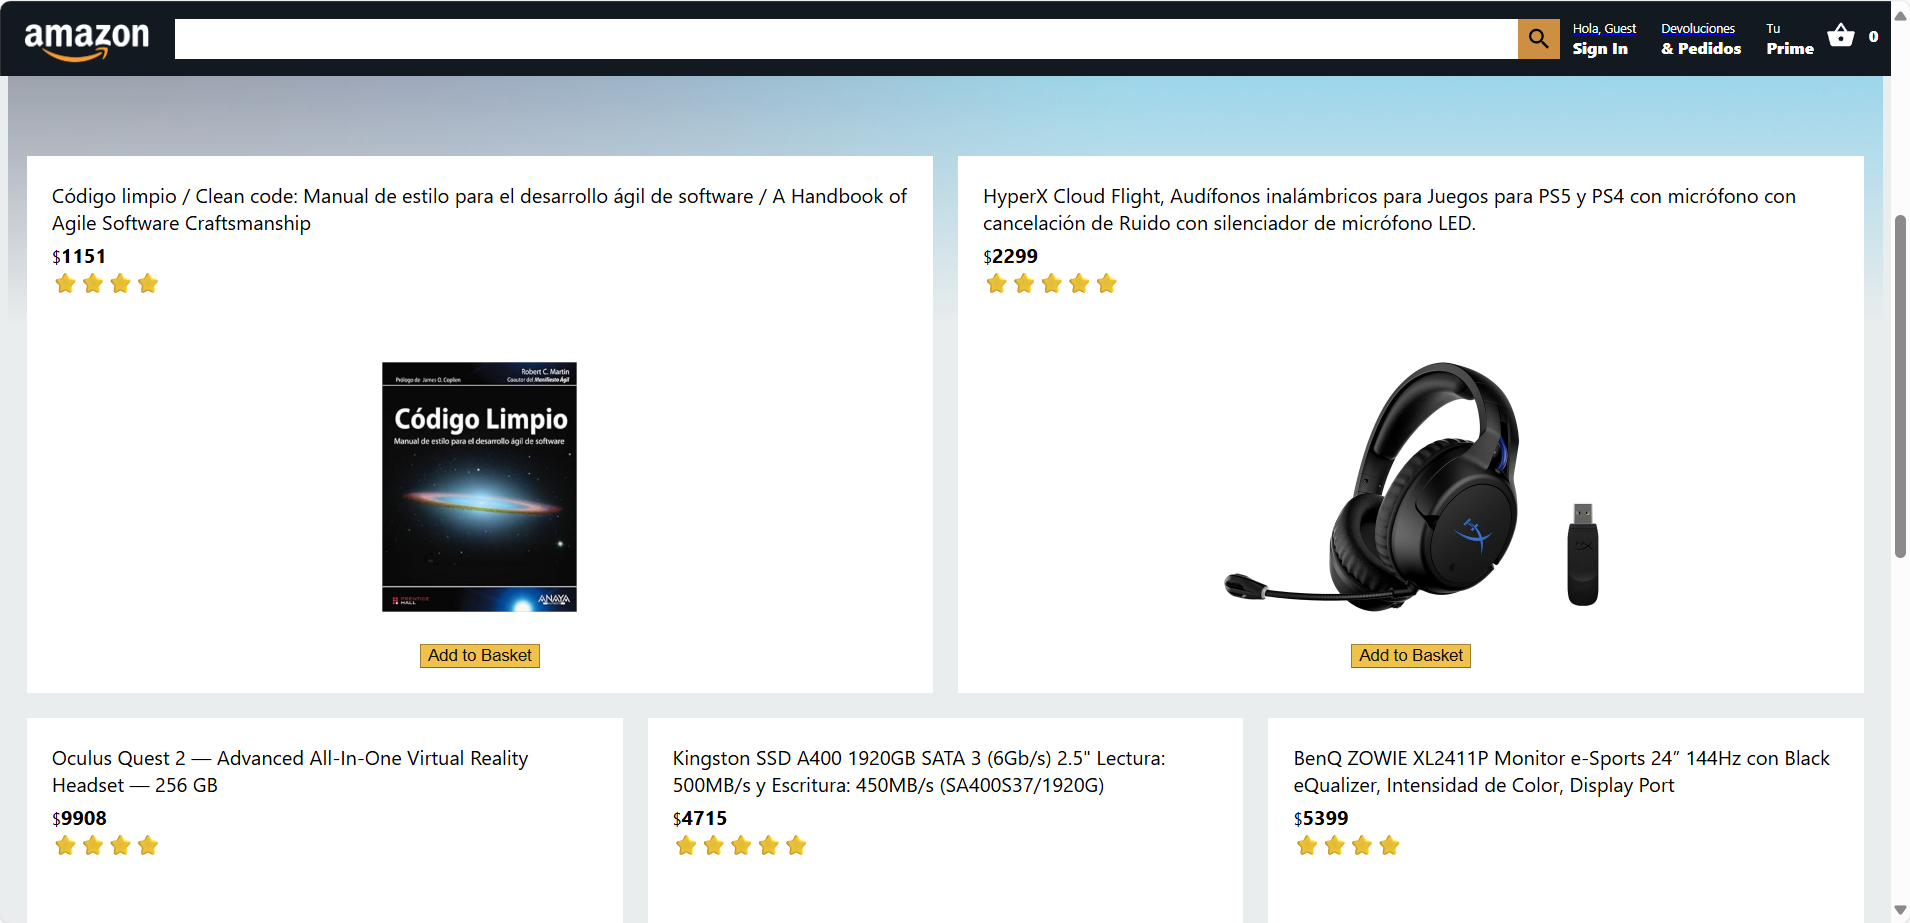 amazon
Hola, Guest
Sign In
Devoluciones
& Pedidos
Tu
Prime
0
Código limpio / Clean code: Manual de estilo para el desarrollo ágil de software / A Handbook of
Agile Software Craftsmanship
$1151
Robert C. Martin
Prólogo de James O. Coplien
Coautor del Manifiesto Ágil
Código Limpio
Manual de estilo para el desarrollo ágil de software
PRENTICE
HALL
ANAYA
Add to Basket
HyperX Cloud Flight, Audífonos inalámbricos para Juegos para PS5 y PS4 con micrófono con
cancelación de Ruido con silenciador de micrófono LED.
$2299
Add to Basket
Oculus Quest 2 — Advanced All-In-One Virtual Reality
Headset — 256 GB
$9908
Kingston SSD A400 1920GB SATA 3 (6Gb/s) 2.5" Lectura:
500MB/s y Escritura: 450MB/s (SA400S37/1920G)
$4715
BenQ ZOWIE XL2411P Monitor e-Sports 24” 144Hz con Black
eQualizer, Intensidad de Color, Display Port
$5399